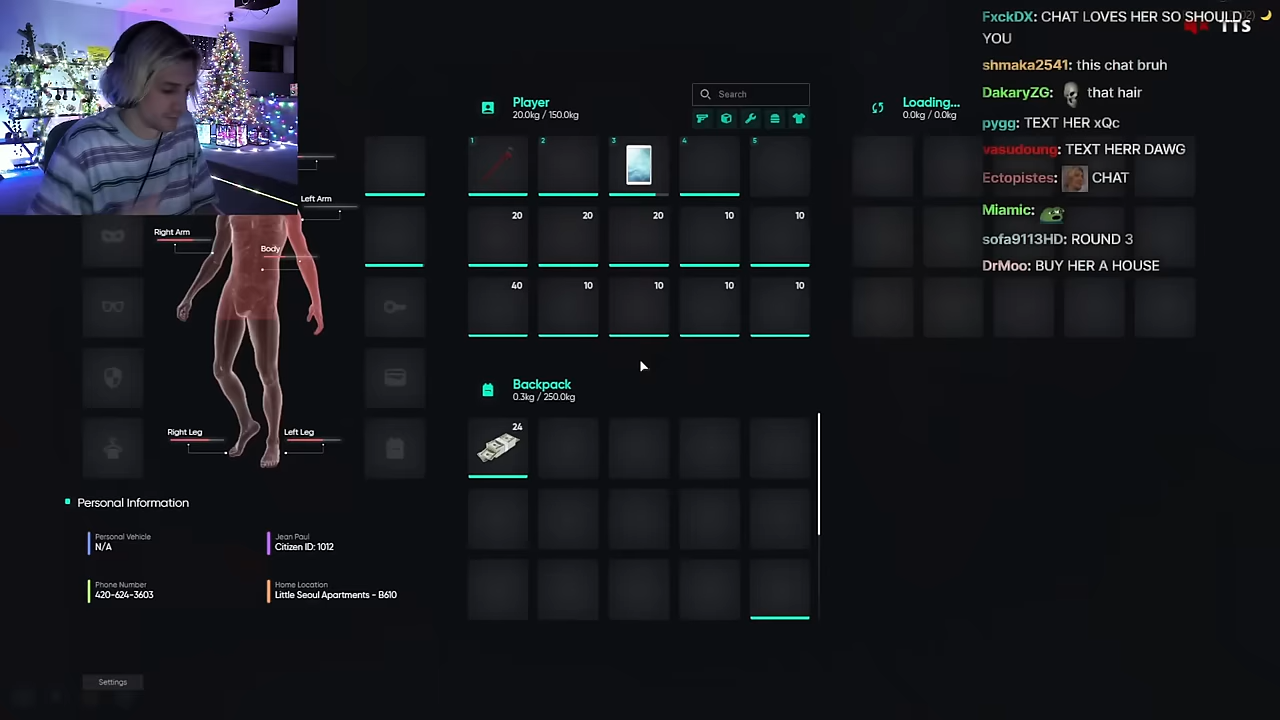 FxckDX: CHAT LOVES HER SO SHOULD
YOU
TTS
shmaka2541: this chat bruh
DakaryZG: that hair
pygg: TEXT HER xQc
vasudoung: TEXT HERR DAWG
Ectopistes: CHAT
Miamic:
sofa9113HD: ROUND 3
DrMoo: BUY HER A HOUSE
Player
20.0kg / 150.0kg
Search
Loading...
0.0kg / 0.0kg
1 2 3 4 5
20 20 20 10 10
40 10 10 10 10
Left Arm
Right Arm
Body
Right Leg
Left Leg
Backpack
0.3kg / 250.0kg
24
Personal Information
Personal Vehicle
N/A
Jean Paul
Citizen ID: 1012
Phone Number
420-624-3603
Home Location
Little Seoul Apartments - B610
Settings